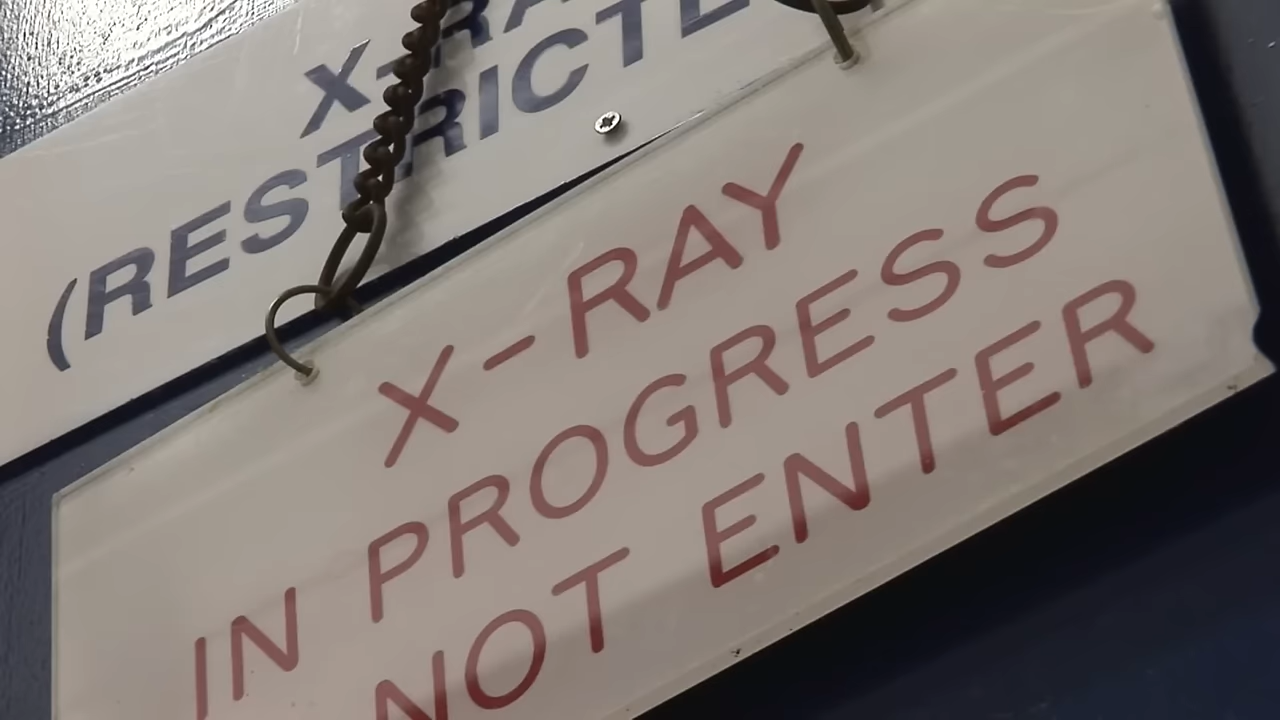 X-RA
(RESTRICTE
X-RAY
IN PROGRESS
NOT ENTER